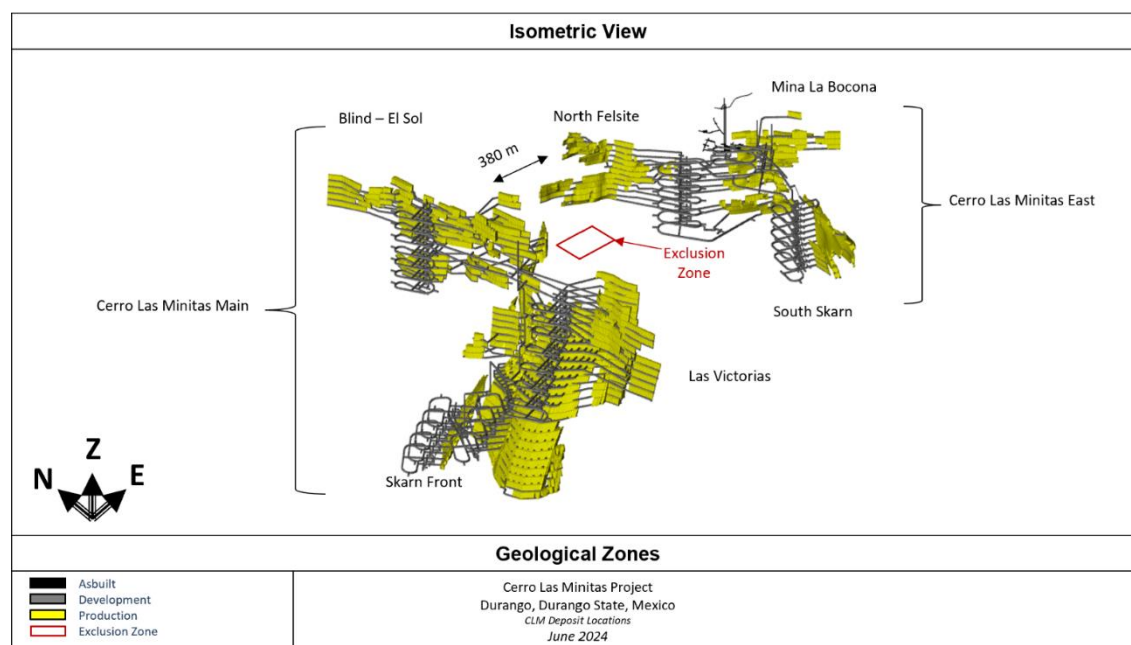 Isometric View
Mina La Bocona
Blind – El Sol
North Felsite
380 m
Cerro Las Minitas East
Exclusion
Zone
Cerro Las Minitas Main
South Skarn
Las Victorias
Z
N
E
Skarn Front
Geological Zones
Asbuilt
Development
Production
Exclusion Zone
Cerro Las Minitas Project
Durango, Durango State, Mexico
CLM Deposit Locations
June 2024